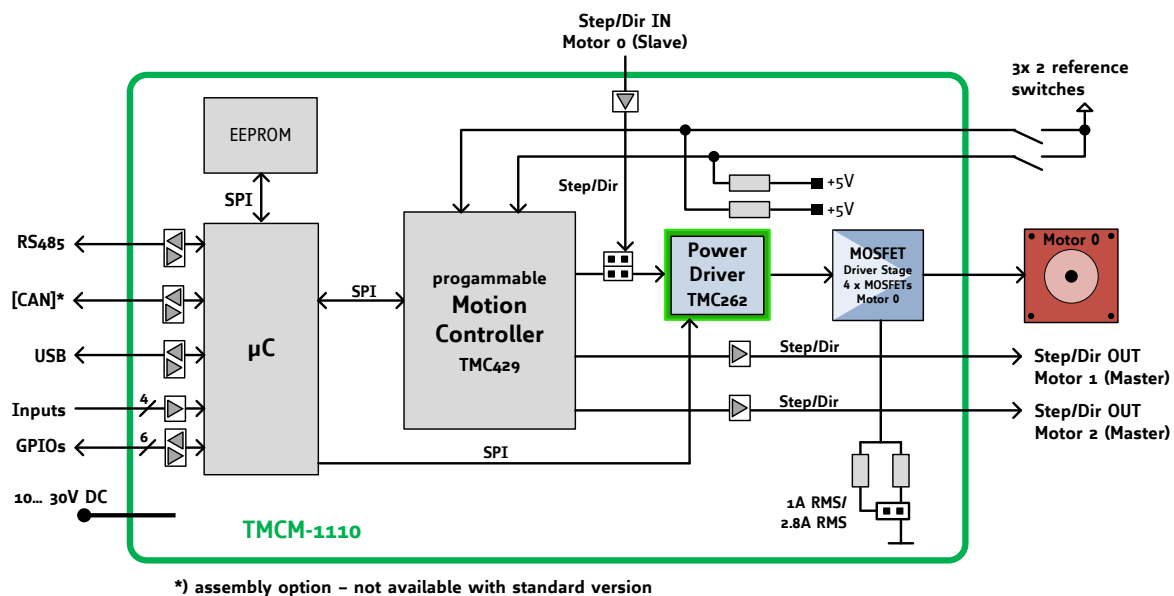 Step/Dir IN
Motor 0 (Slave)
3x 2 reference
switches
EEPROM
SPI
Step/Dir
+5V
+5V
RS485
[CAN]*
USB
Inputs
4
GPIOs
6
10... 30V DC
µC
SPI
progammable
Motion
Controller
TMC429
Power
Driver
TMC262
MOSFET
Driver Stage
4 x MOSFETs
Motor 0
Motor 0
Step/Dir
Step/Dir OUT
Motor 1 (Master)
Step/Dir
Step/Dir OUT
Motor 2 (Master)
SPI
1A RMS/
2.8A RMS
TMCM-1110
*) assembly option – not available with standard version